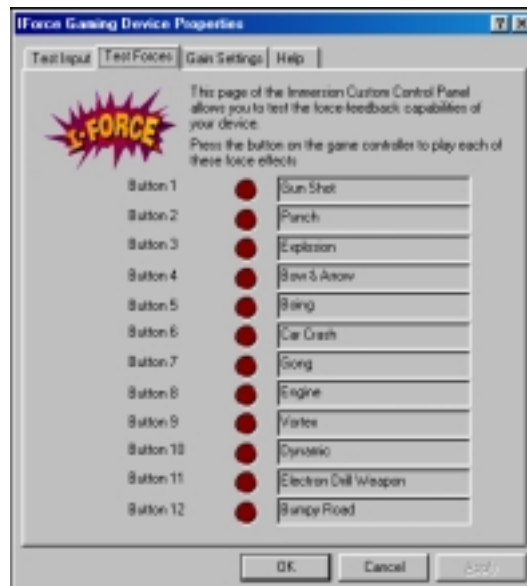 IForce Gaming Device Properties
Test Input Test Forces Gain Settings Help
I-FORCE
This page of the Immersion Custom Control Panel
allows you to test the force-feedback capabilities of
your device.
Press the button on the game controller to play each of
these force effects
Button 1 Gun Shot
Button 2 Punch
Button 3 Explosion
Button 4 Bow & Arrow
Button 5 Boing
Button 6 Car Crash
Button 7 Gong
Button 8 Engine
Button 9 Vortex
Button 10 Dynamic
Button 11 Electron Drill Weapon
Button 12 Bumpy Road
OK Cancel Apply